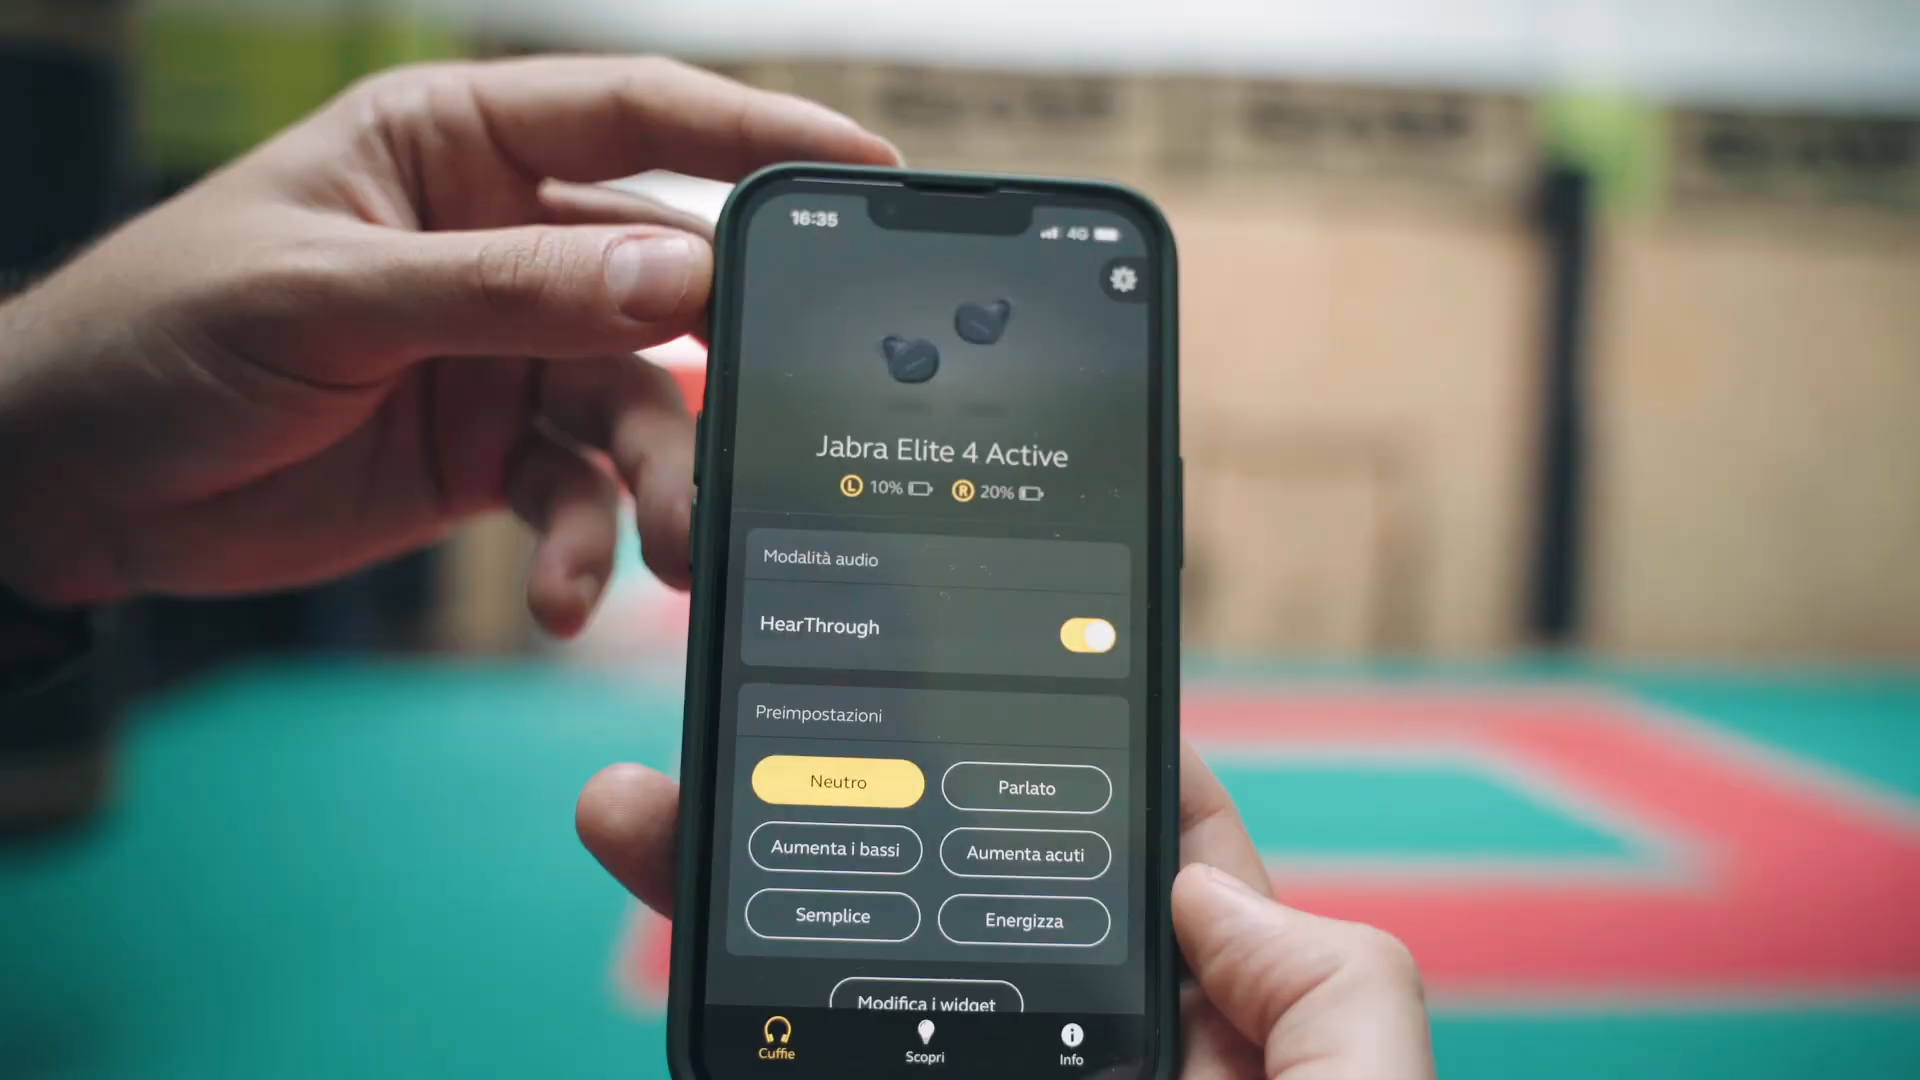 16:35
4G
Jabra Elite 4 Active
L 10% R 20%
Modalità audio
HearThrough
Preimpostazioni
Neutro Parlato
Aumenta i bassi Aumenta acuti
Semplice Energizza
Modifica i widget
Cuffie Scopri Info